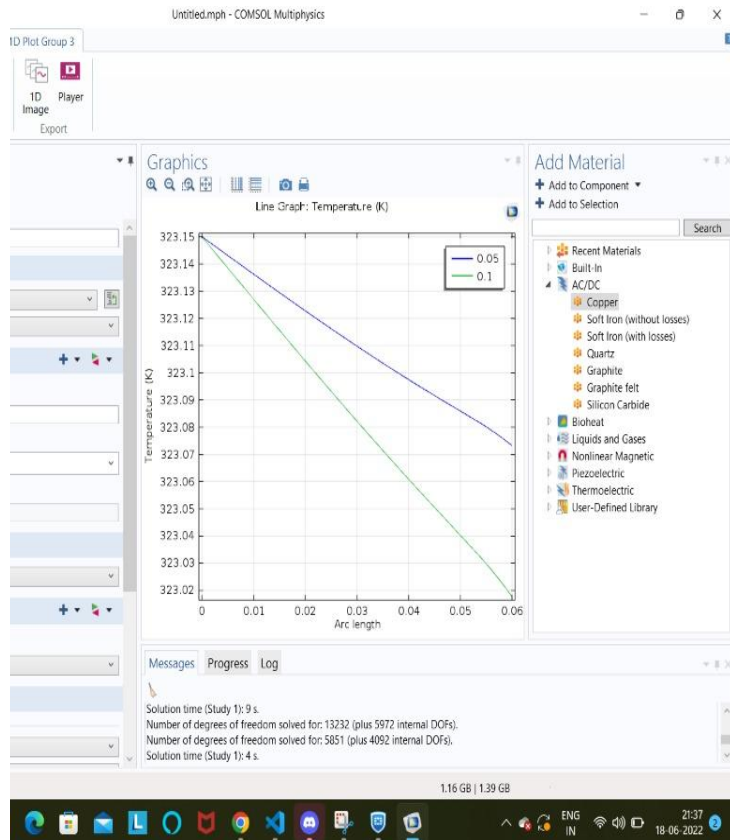 Untitled.mph - COMSOL Multiphysics
1D Plot Group 3
1D Image
Player
Export
Graphics
Line Graph: Temperature (K)
323.15
323.14
323.13
323.12
323.11
323.1
323.09
323.08
323.07
323.06
323.05
323.04
323.03
323.02
Temperature (K)
0.05
0.1
0
0.01
0.02
0.03
0.04
0.05
0.06
Arc length
Add Material
+ Add to Component
+ Add to Selection
Search
Recent Materials
Built-In
AC/DC
Copper
Soft Iron (without losses)
Soft Iron (with losses)
Quartz
Graphite
Graphite felt
Silicon Carbide
Bioheat
Liquids and Gases
Nonlinear Magnetic
Piezoelectric
Thermoelectric
User-Defined Library
Messages Progress Log
Solution time (Study 1): 9 s.
Number of degrees of freedom solved for: 13232 (plus 5972 internal DOFs).
Number of degrees of freedom solved for: 5851 (plus 4092 internal DOFs).
Solution time (Study 1): 4 s.
1.16 GB | 1.39 GB
L
ENG
IN
21:37
18-06-2022
2